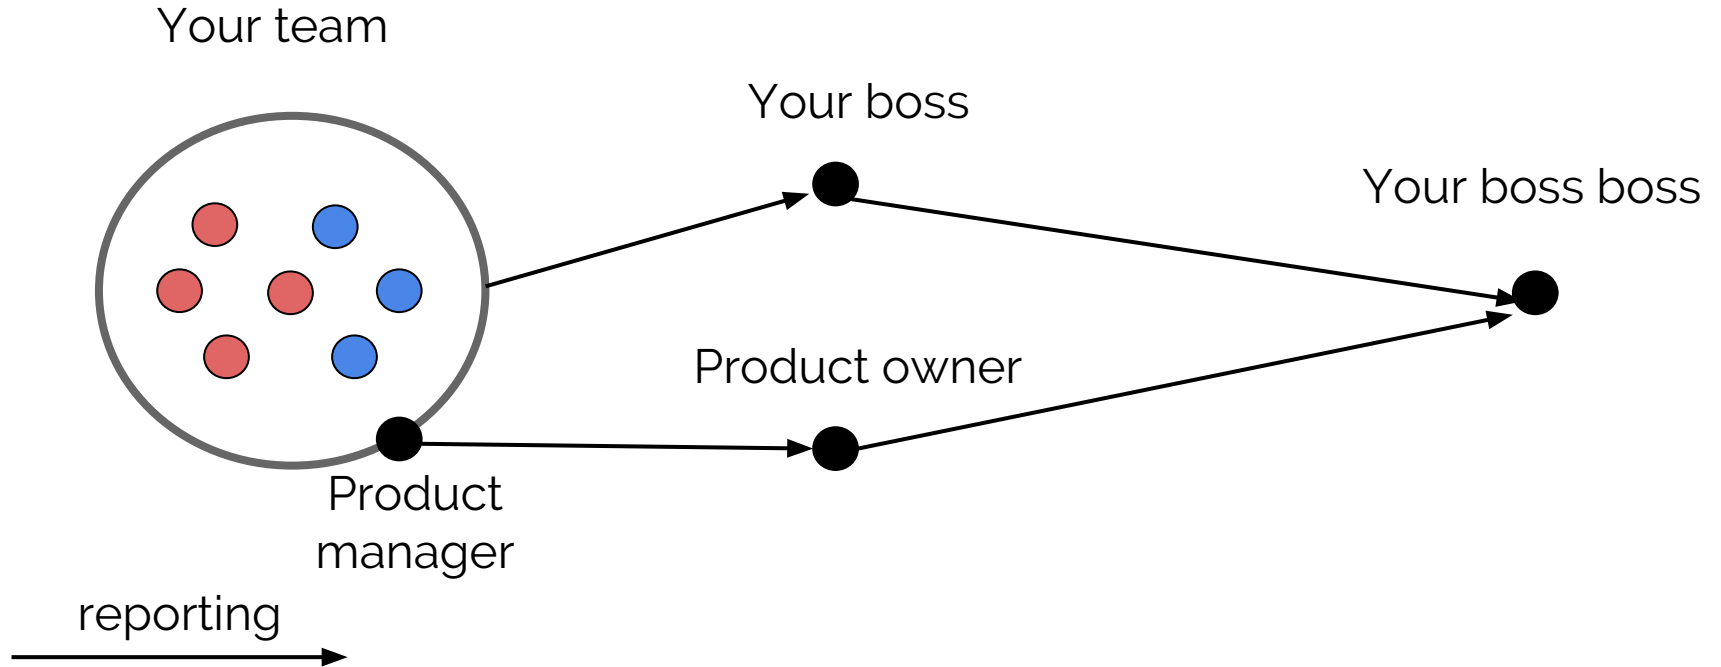 Your team
Your boss
Your boss boss
Product owner
Product
manager
reporting